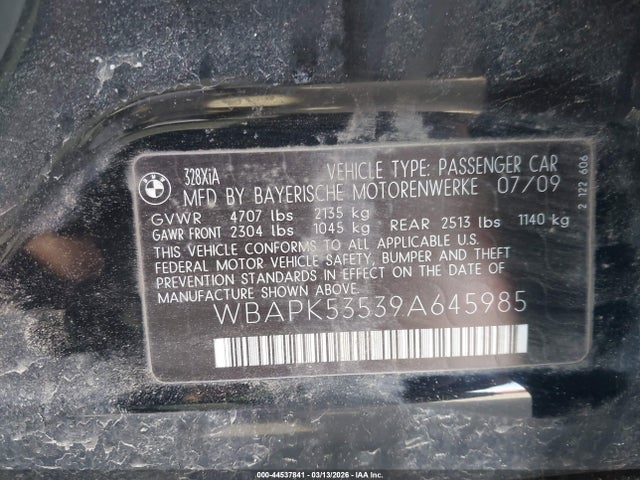 328XiA
VEHICLE TYPE: PASSENGER CAR
MFD BY BAYERISCHE MOTORENWERKE 07/09
GVWR 4707 lbs 2135 kg
GAWR FRONT 2304 lbs 1045 kg REAR 2513 lbs 1140 kg
THIS VEHICLE CONFORMS TO ALL APPLICABLE U.S.
FEDERAL MOTOR VEHICLE SAFETY, BUMPER AND THEFT
PREVENTION STANDARDS IN EFFECT ON THE DATE OF
MANUFACTURE SHOWN ABOVE.
WBAPK53539A645985
2 122 606
000-44537841 - 03/13/2026 - IAA Inc.